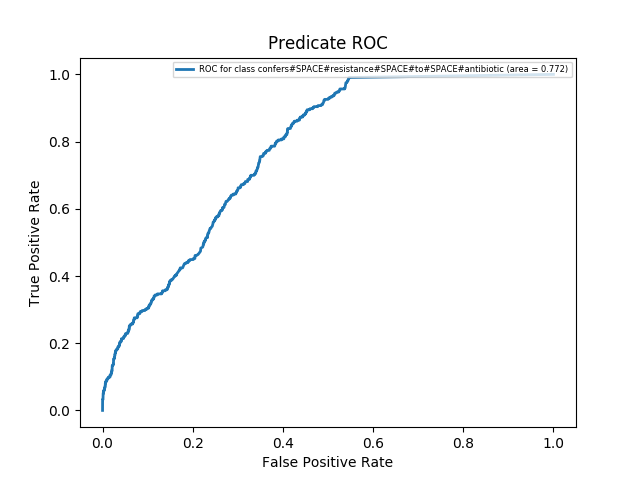 Predicate ROC
ROC for class confers#SPACE#resistance#SPACE#to#SPACE#antibiotic (area = 0.772)
1.0
0.8
0.6
0.4
0.2
0.0
True Positive Rate
0.0 0.2 0.4 0.6 0.8 1.0
False Positive Rate